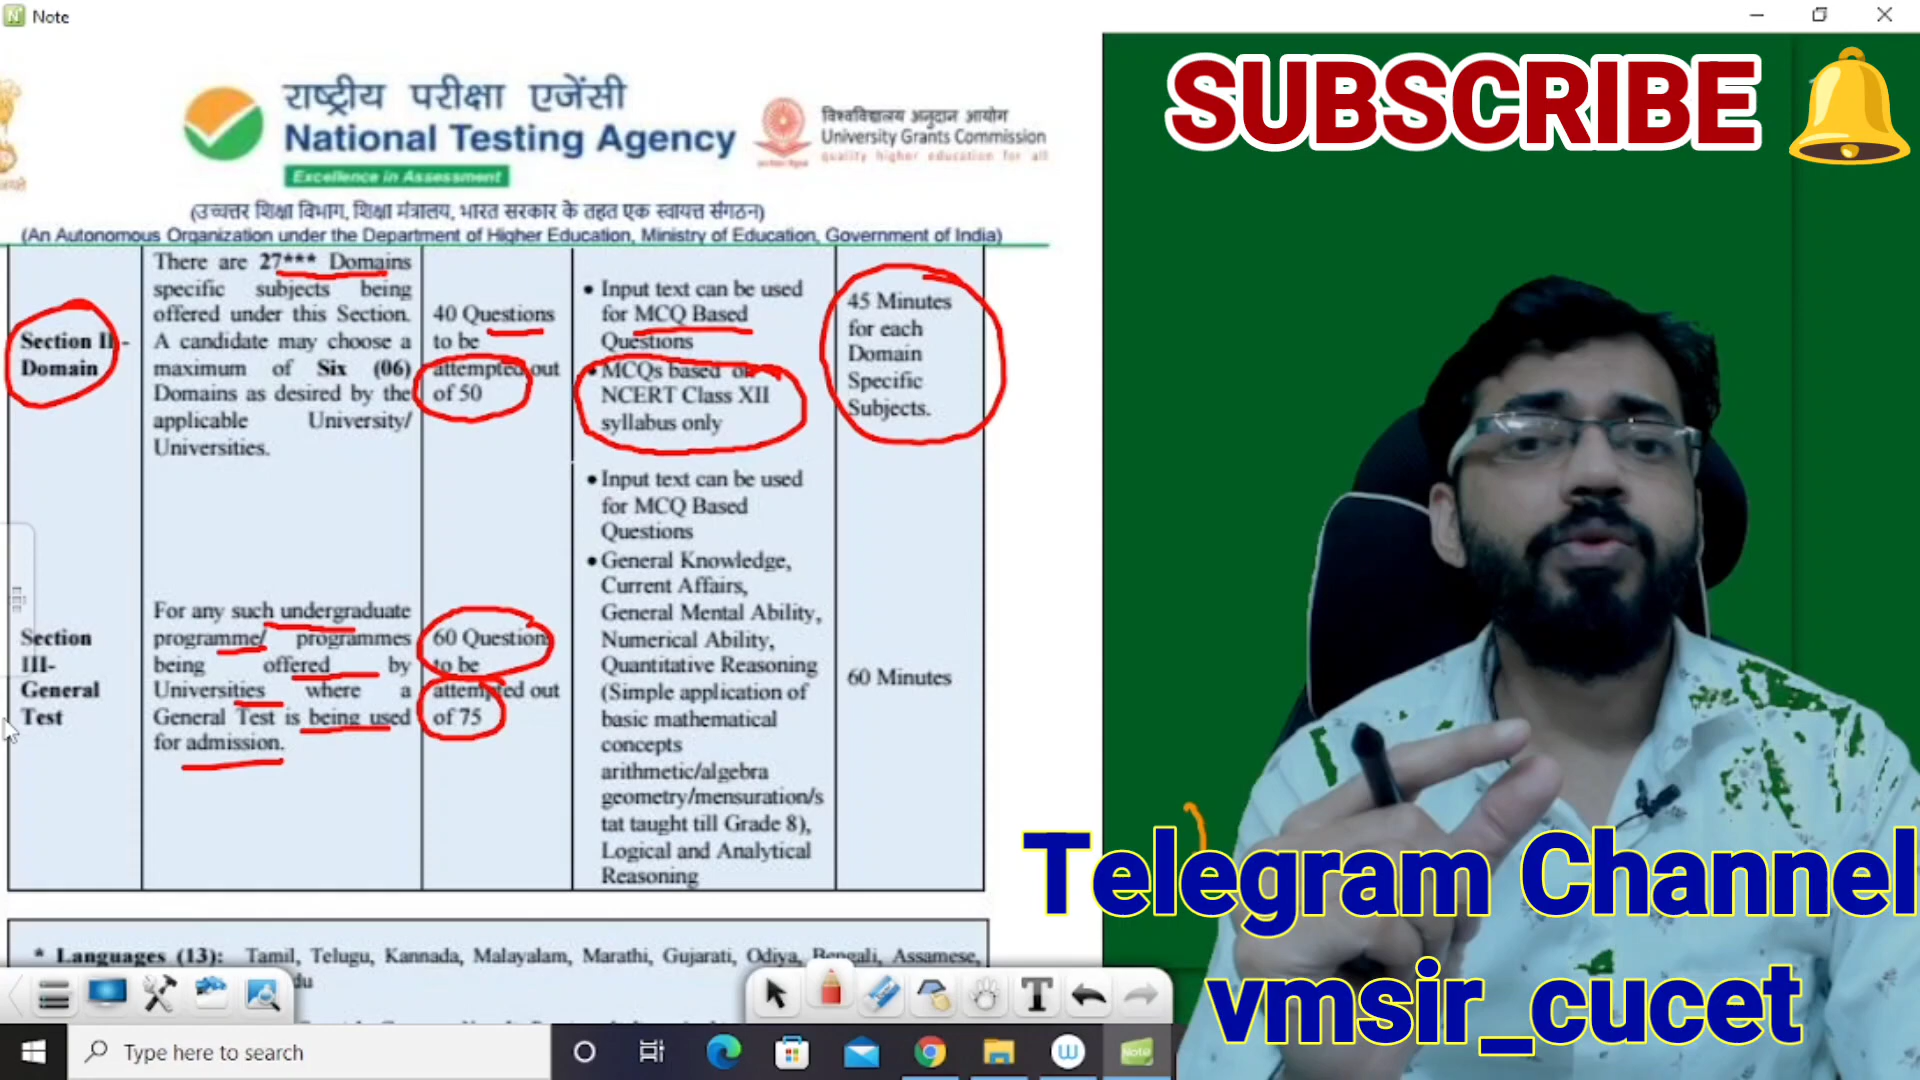 Note
SUBSCRIBE
राष्ट्रीय परीक्षा एजेंसी
National Testing Agency
Excellence in Assessment
विश्वविद्यालय अनुदान आयोग
University Grants Commission
quality higher education for all
(उच्चतर शिक्षा विभाग, शिक्षा मंत्रालय, भारत सरकार के तहत एक स्वायत्त संगठन)
(An Autonomous Organization under the Department of Higher Education, Ministry of Education, Government of India)
Section II -
Domain
There are 27*** Domains
specific subjects being
offered under this Section.
A candidate may choose a
maximum of Six (06)
Domains as desired by the
applicable University/
Universities.
40 Questions
to be
attempted out
of 50
• Input text can be used
for MCQ Based
Questions
• MCQs based on
NCERT Class XII
syllabus only
45 Minutes
for each
Domain
Specific
Subjects.
Section
III-
General
Test
For any such undergraduate
programme/ programmes
being offered by
Universities where a
General Test is being used
for admission.
60 Question
to be
attempted out
of 75
• Input text can be used
for MCQ Based
Questions
• General Knowledge,
Current Affairs,
General Mental Ability,
Numerical Ability,
Quantitative Reasoning
(Simple application of
basic mathematical
concepts
arithmetic/algebra
geometry/mensuration/s
tat taught till Grade 8),
Logical and Analytical
Reasoning
60 Minutes
* Languages (13): Tamil, Telugu, Kannada, Malayalam, Marathi, Gujarati, Odiya, Bengali, Assamese,
du
Telegram Channel
vmsir_cucet
T
Type here to search
W
Note